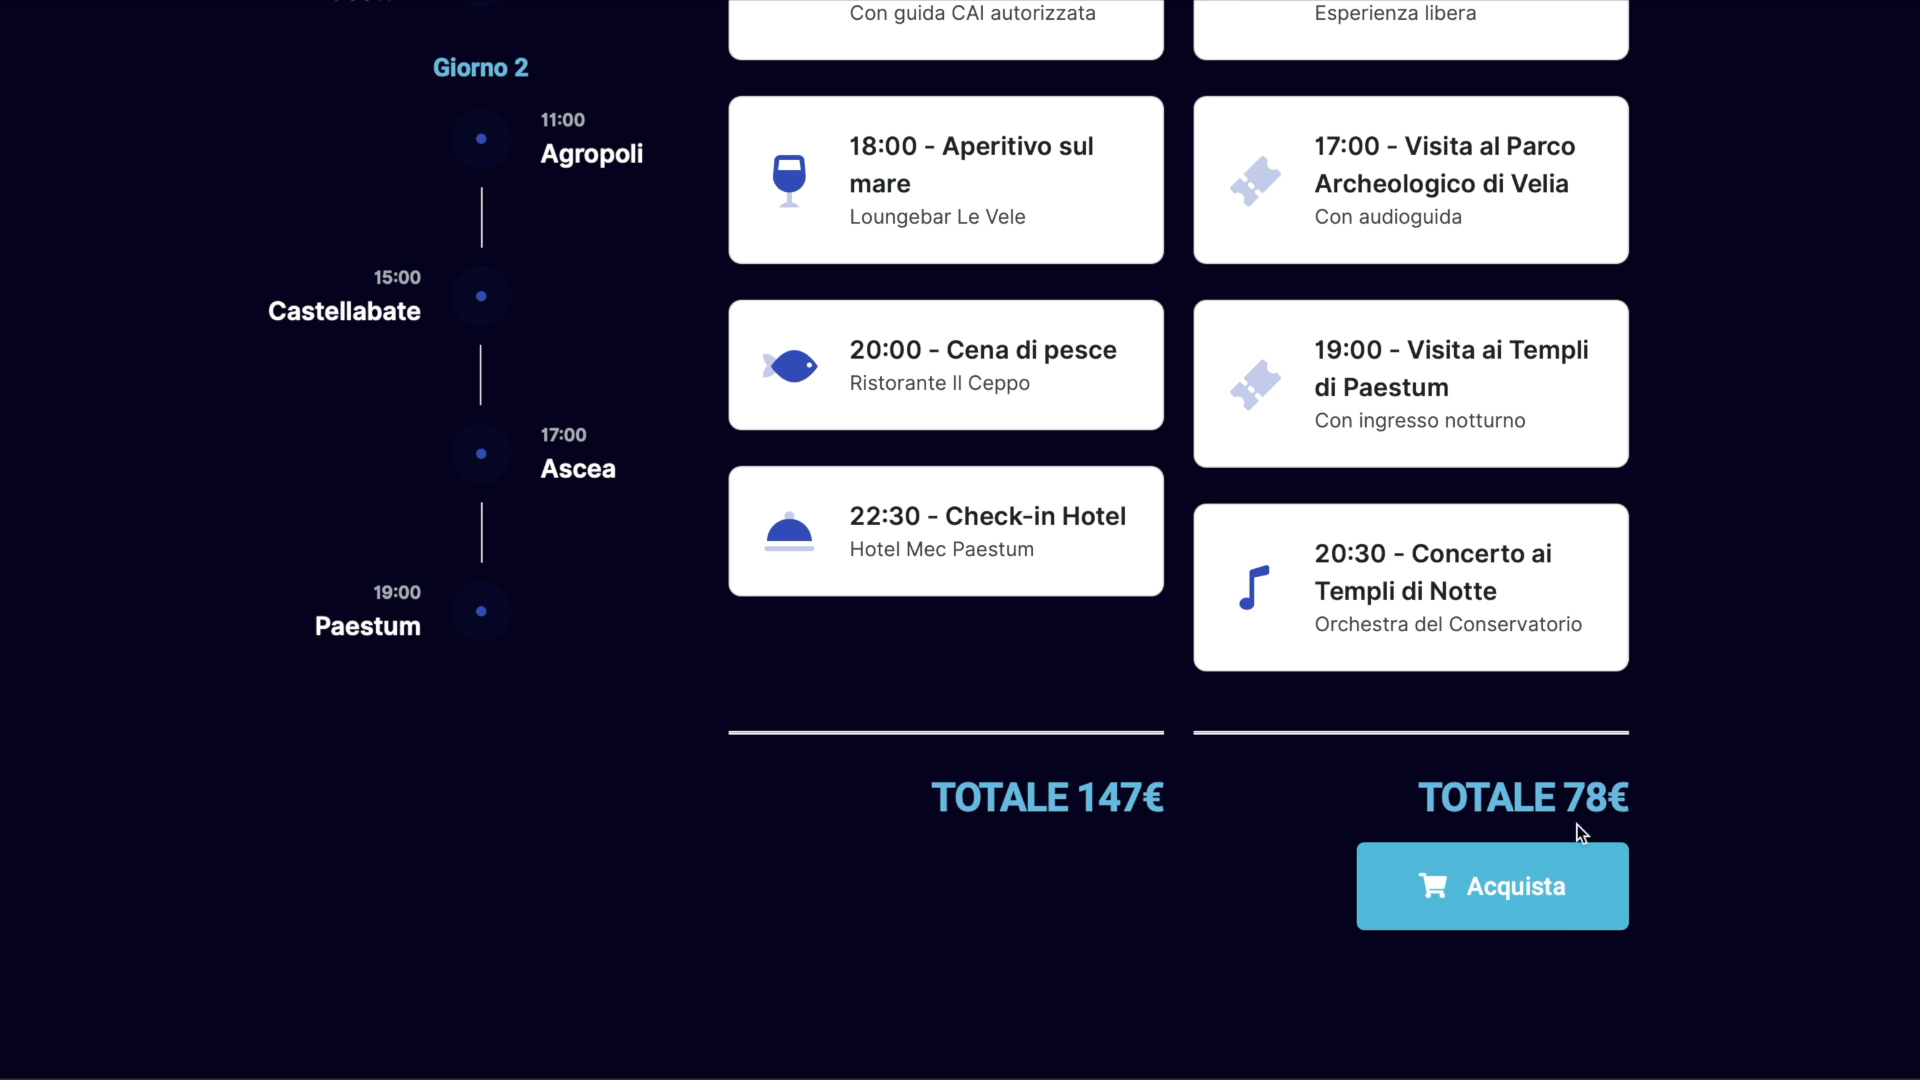 Giorno 2
11:00
Agropoli
15:00
Castellabate
17:00
Ascea
19:00
Paestum
Con guida CAI autorizzata
18:00 - Aperitivo sul
mare
Loungebar Le Vele
20:00 - Cena di pesce
Ristorante Il Ceppo
22:30 - Check-in Hotel
Hotel Mec Paestum
TOTALE 147€
Esperienza libera
17:00 - Visita al Parco
Archeologico di Velia
Con audioguida
19:00 - Visita ai Templi
di Paestum
Con ingresso notturno
20:30 - Concerto ai
Templi di Notte
Orchestra del Conservatorio
TOTALE 78€
Acquista